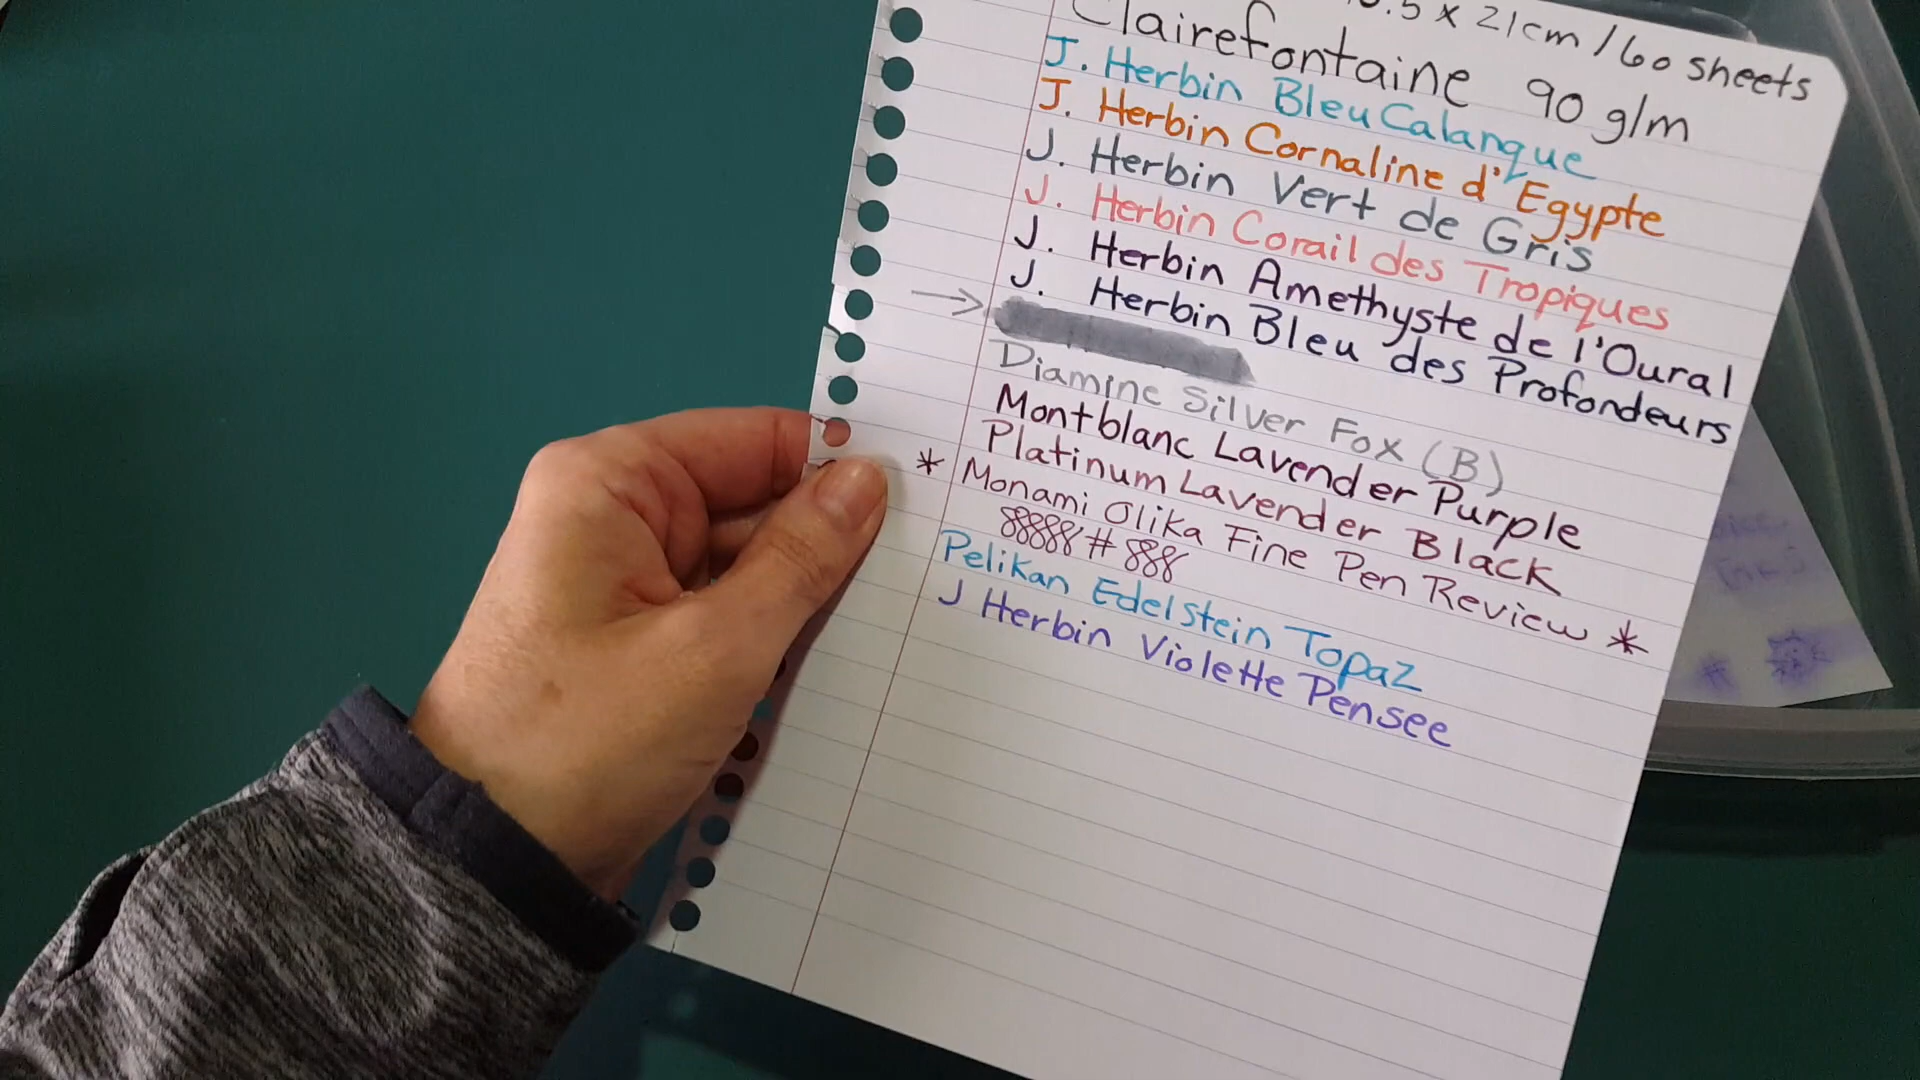 .5 x 21cm / 60 sheets
Clairefontaine 90 g/m
J. Herbin Bleu Calanque
J. Herbin Cornaline d'Egypte
J. Herbin Vert de Gris
J. Herbin Corail des Tropiques
J. Herbin Amethyste de l'Oural
→ J. Herbin Bleu des Profondeurs
Diamine Silver Fox (B)
Montblanc Lavender Purple
Platinum Lavender Black
* Monami Olika Fine Pen Review *
88888 # 888
Pelikan Edelstein Topaz
J Herbin Violette Pensee